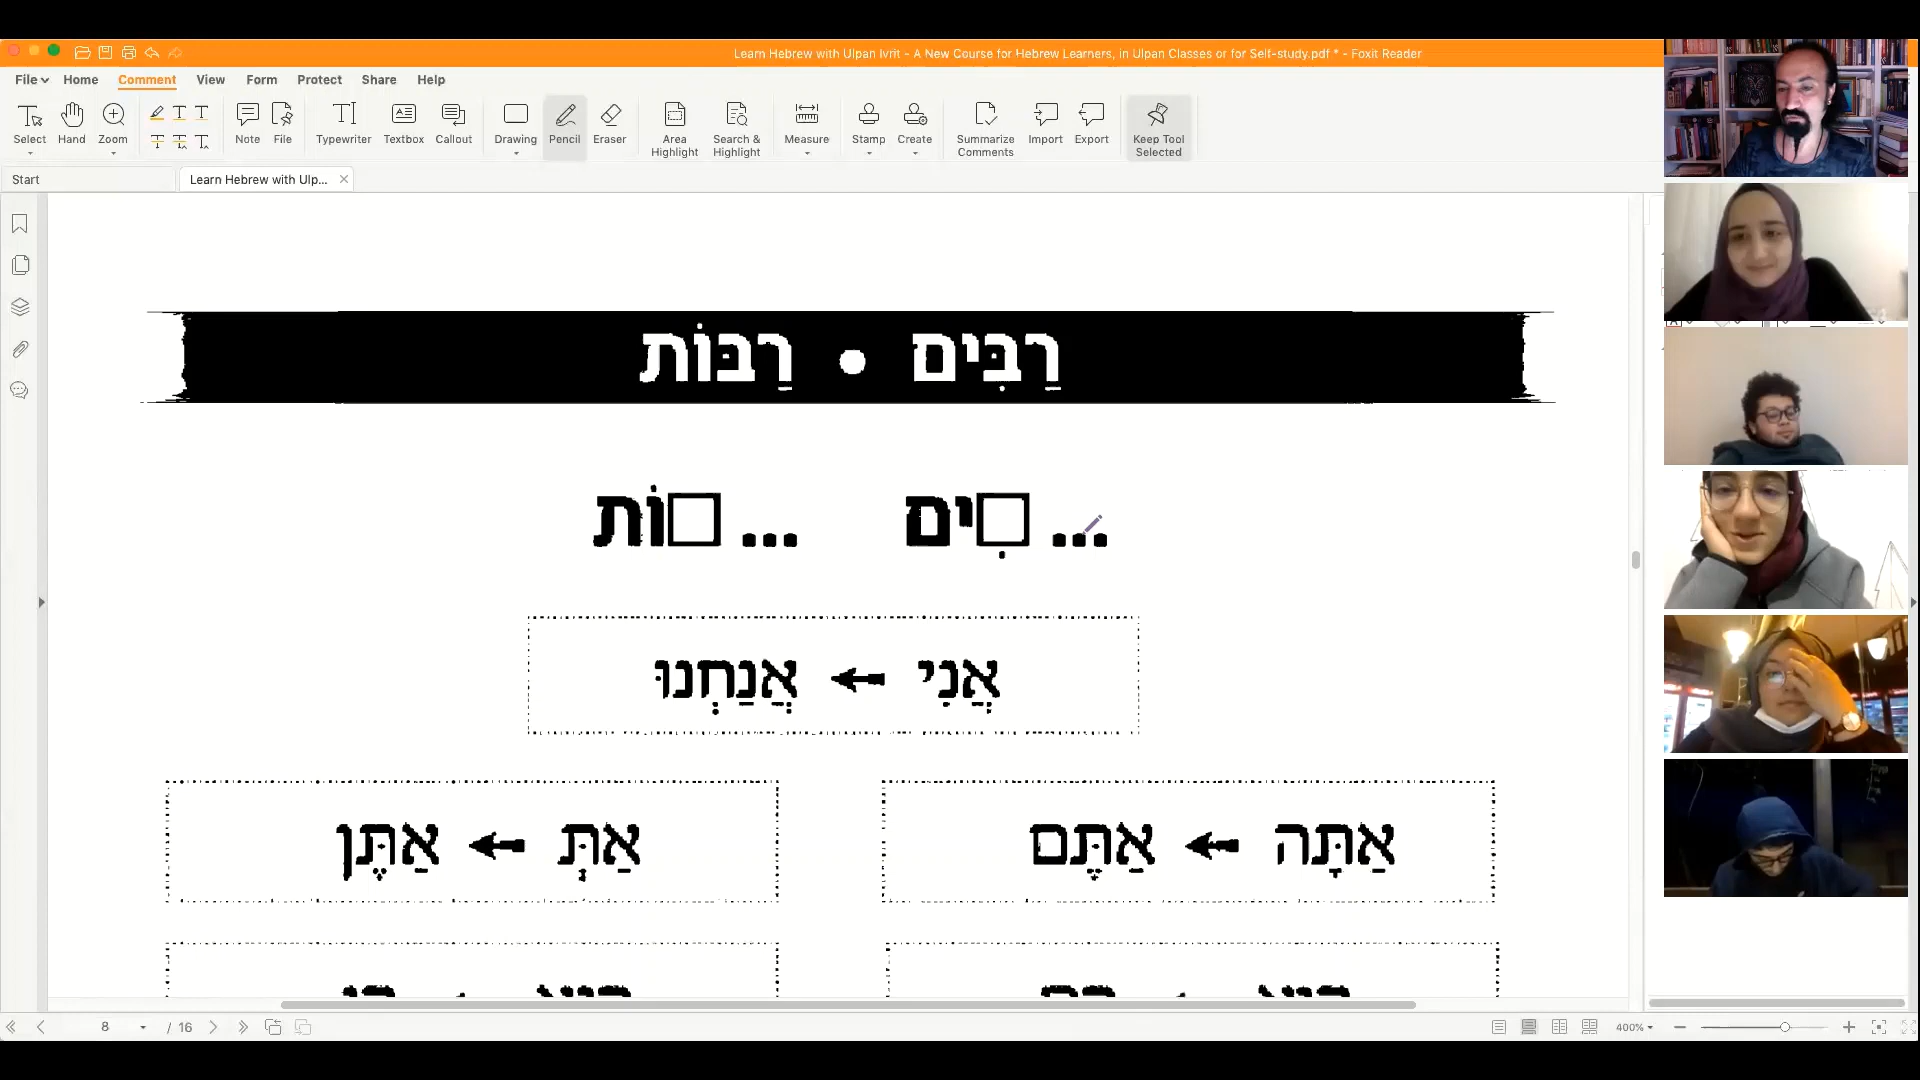 Learn Hebrew with Ulpan Ivrit - A New Course for Hebrew Learners, in Ulpan Classes or for Self-study.pdf * - Foxit Reader
File Home Comment View Form Protect Share Help
Select Hand Zoom Note File Typewriter Textbox Callout Drawing Pencil Eraser Area Highlight Search & Highlight Measure Stamp Create Summarize Comments Import Export Keep Tool Selected
Start Learn Hebrew with Ulp...
רַבִּים • רַבּוֹת
... ִים ... וֹת
אֲנִי ← אֲנַחְנוּ
אַתָּה ← אַתֶּם
אַתְּ ← אַתֶּן
8 / 16 400%